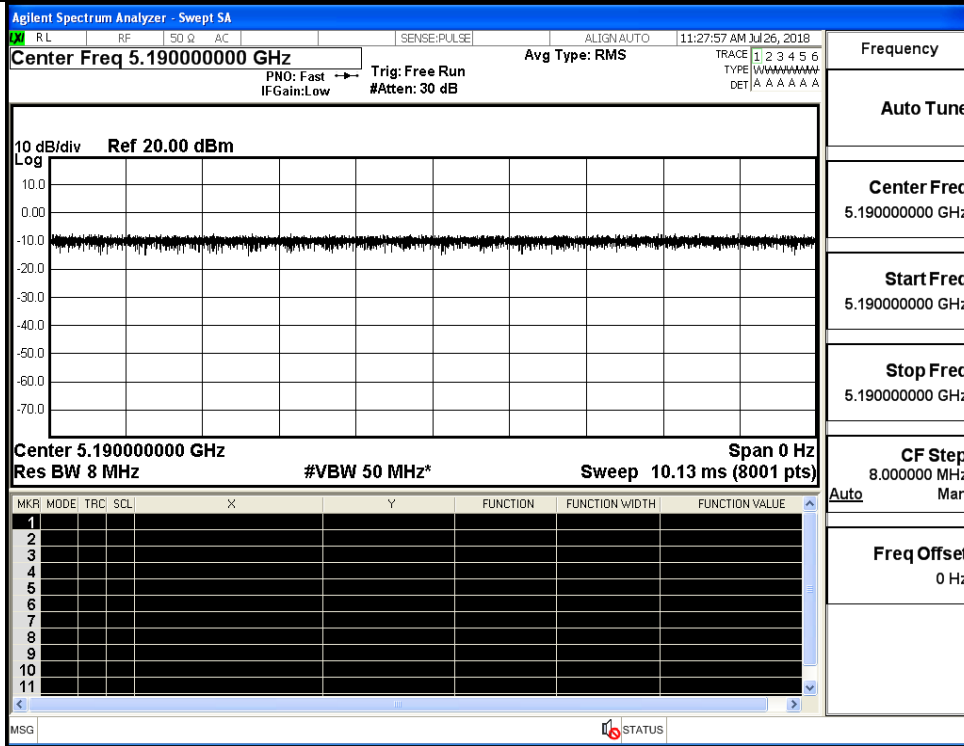 Agilent Spectrum Analyzer - Swept SA
LXI RL RF 50 Ω AC SENSE:PULSE ALIGN AUTO 11:27:57 AM Jul 26, 2018
Center Freq 5.190000000 GHz
PNO: Fast
IFGain:Low
Trig: Free Run
#Atten: 30 dB
Avg Type: RMS
TRACE 1 2 3 4 5 6
TYPE WWWWWW
DET A A A A A A
10 dB/div Ref 20.00 dBm
Log
10.0
0.00
-10.0
-20.0
-30.0
-40.0
-50.0
-60.0
-70.0
Center 5.190000000 GHz Span 0 Hz
Res BW 8 MHz #VBW 50 MHz* Sweep 10.13 ms (8001 pts)
MKR MODE TRC SCL X Y FUNCTION FUNCTION WIDTH FUNCTION VALUE
1
2
3
4
5
6
7
8
9
10
11
MSG STATUS
Frequency
Auto Tune
Center Freq
5.190000000 GHz
Start Freq
5.190000000 GHz
Stop Freq
5.190000000 GHz
CF Step
8.000000 MHz
Auto Man
Freq Offset
0 Hz